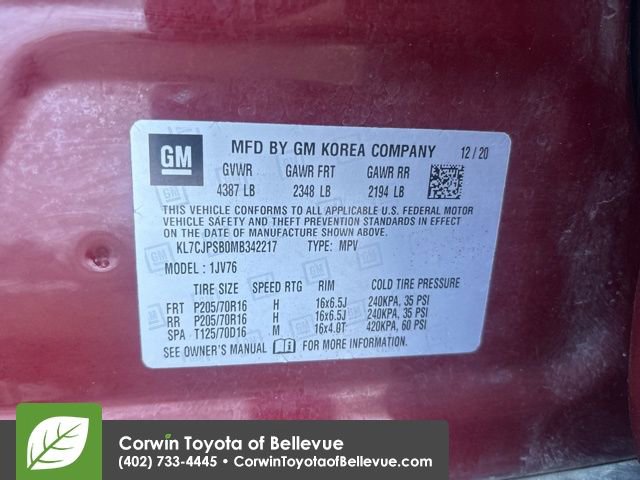 GM
MFD BY GM KOREA COMPANY 12/20
GVWR GAWR FRT GAWR RR
4387 LB 2348 LB 2194 LB
THIS VEHICLE CONFORMS TO ALL APPLICABLE U.S. FEDERAL MOTOR
VEHICLE SAFETY AND THEFT PREVENTION STANDARDS IN EFFECT
ON THE DATE OF MANUFACTURE SHOWN ABOVE.
KL7CJPSB0MB342217 TYPE: MPV
MODEL: 1JV76
TIRE SIZE SPEED RTG RIM COLD TIRE PRESSURE
FRT P205/70R16 H 16x6.5J 240KPA, 35 PSI
RR P205/70R16 H 16x6.5J 240KPA, 35 PSI
SPA T125/70D16 M 16x4.0T 420KPA, 60 PSI
SEE OWNER'S MANUAL FOR MORE INFORMATION.
Corwin Toyota of Bellevue
(402) 733-4445 • CorwinToyotaofBellevue.com